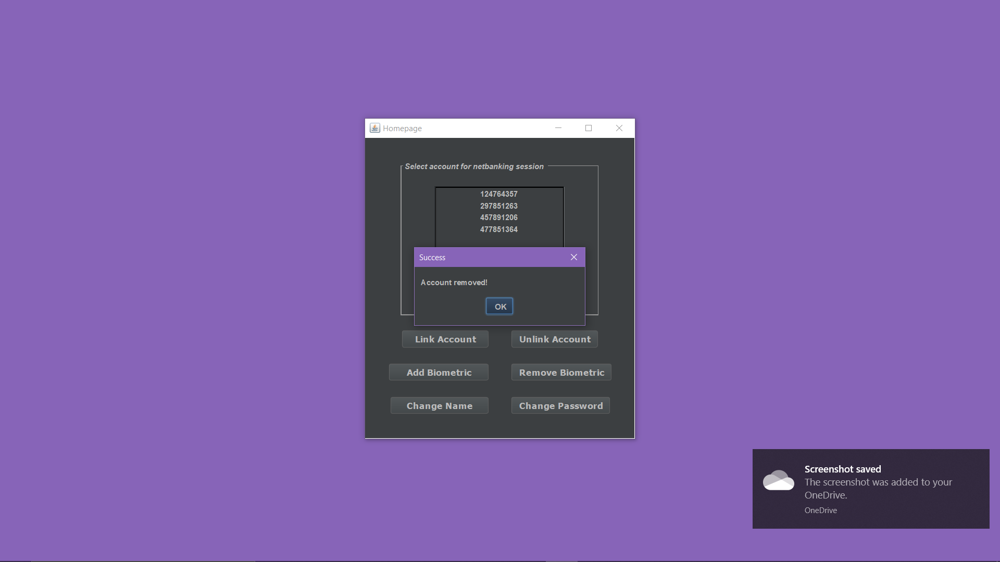 Homepage
Select account for netbanking session
124764357
297851263
457891206
477851364
Success
Account removed!
OK
Link Account
Unlink Account
Add Biometric
Remove Biometric
Change Name
Change Password
Screenshot saved
The screenshot was added to your
OneDrive.
OneDrive